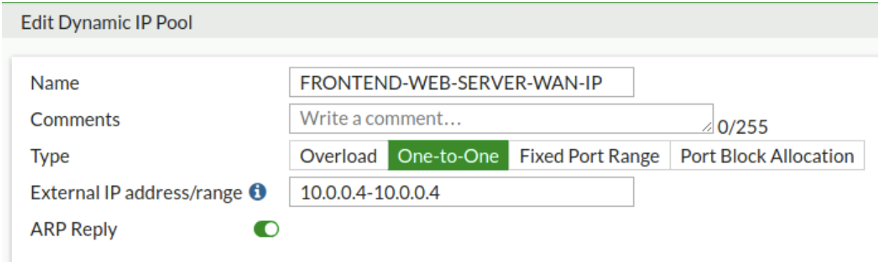 Edit Dynamic IP Pool
Name FRONTEND-WEB-SERVER-WAN-IP
Comments Write a comment... 0/255
Type Overload One-to-One Fixed Port Range Port Block Allocation
External IP address/range i 10.0.0.4-10.0.0.4
ARP Reply